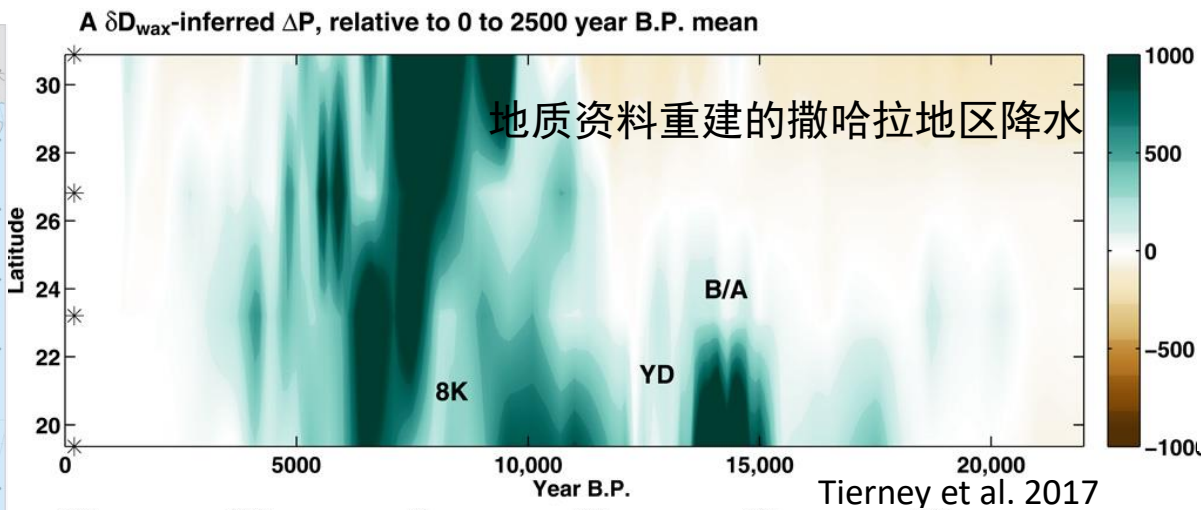 A δD_wax-inferred ΔP, relative to 0 to 2500 year B.P. mean
地质资料重建的撒哈拉地区降水
30
28
26
24
22
20
Latitude
B/A
YD
8K
0
5000
10,000
15,000
20,000
Year B.P.
1000
500
0
−500
−100
Tierney et al. 2017